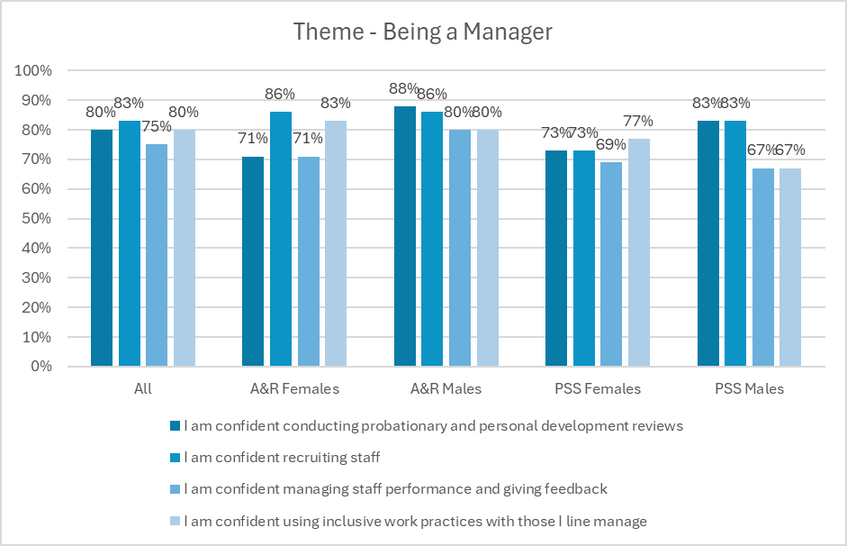 Theme - Being a Manager
100%
90%
80%
70%
60%
50%
40%
30%
20%
10%
0%
80% 83% 75% 80%
71% 86% 71% 83%
88% 86% 80% 80%
73% 73% 69% 77%
83% 83% 67% 67%
All A&R Females A&R Males PSS Females PSS Males
I am confident conducting probationary and personal development reviews
I am confident recruiting staff
I am confident managing staff performance and giving feedback
I am confident using inclusive work practices with those I line manage